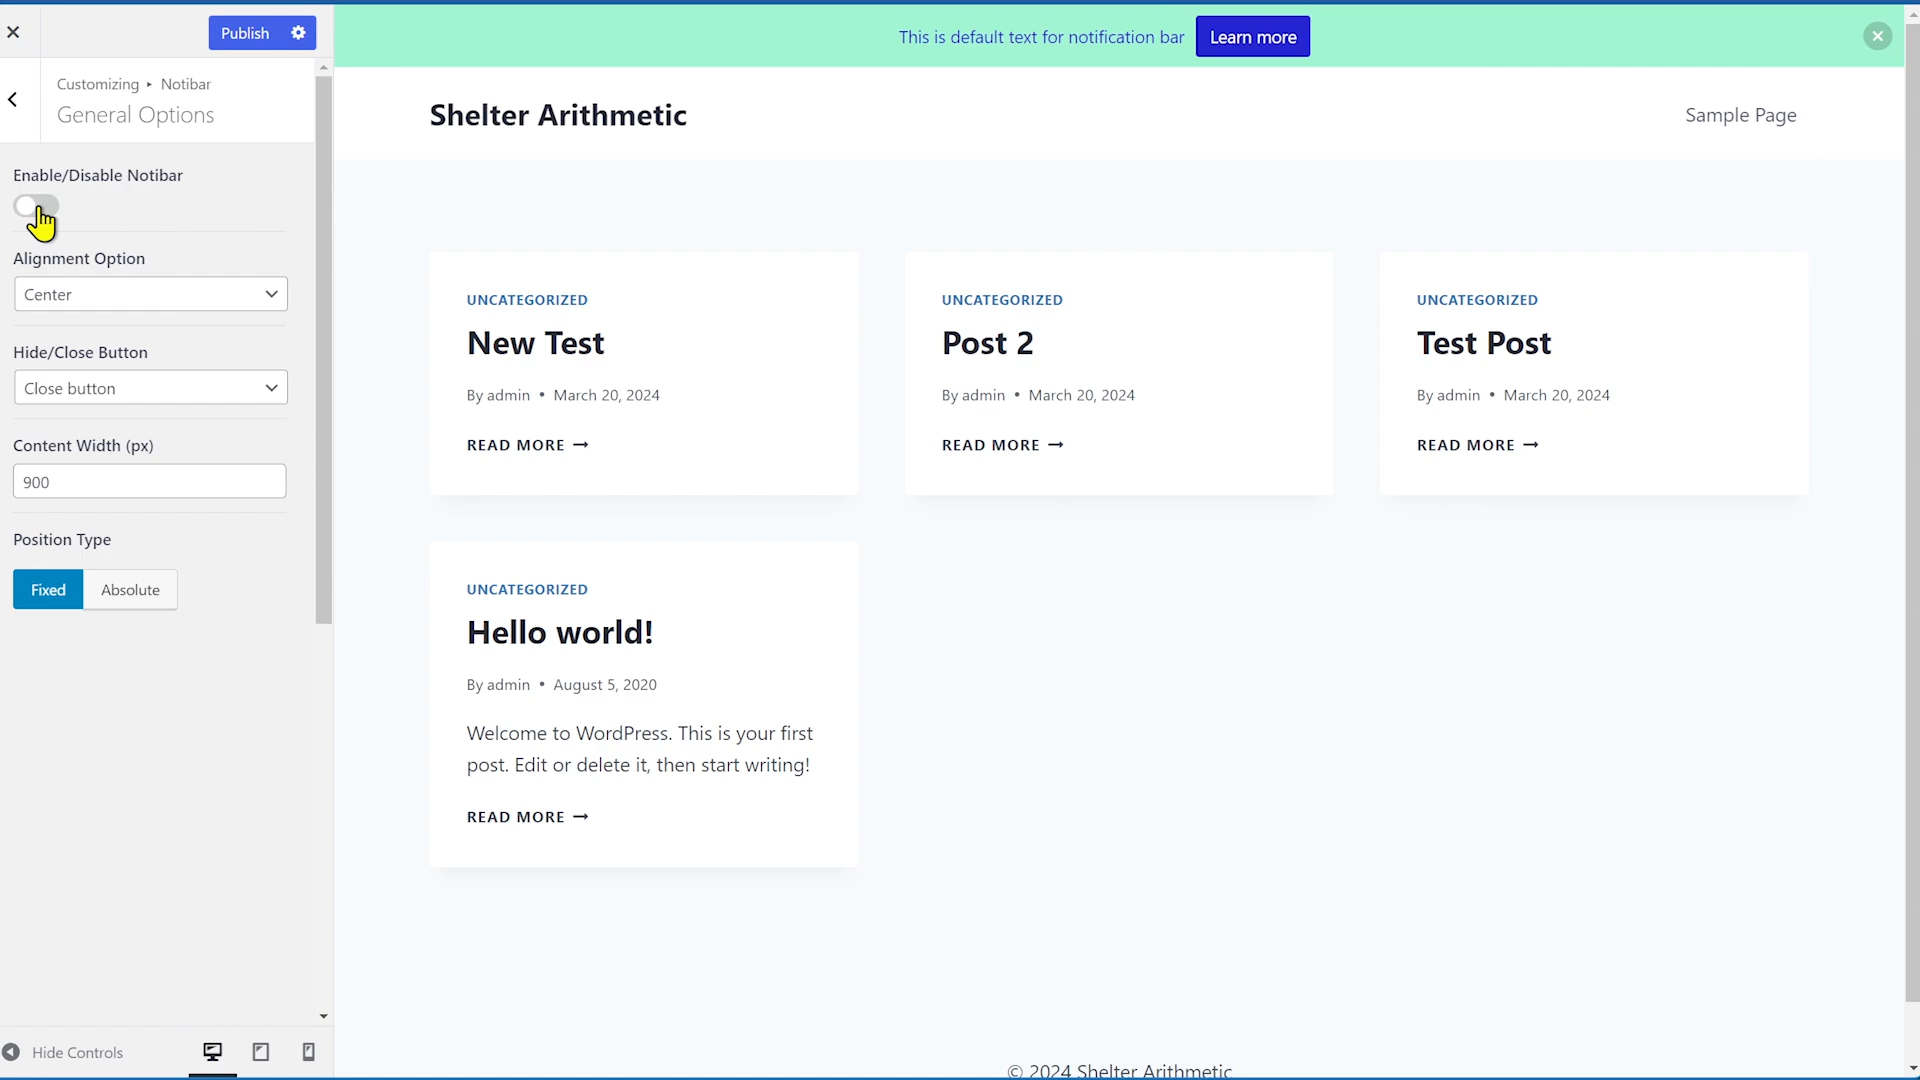 Publish
Customizing ▸ Notibar
General Options
Enable/Disable Notibar
Alignment Option
Center
Hide/Close Button
Close button
Content Width (px)
900
Position Type
Fixed
Absolute
Hide Controls
This is default text for notification bar
Learn more
Shelter Arithmetic
Sample Page
UNCATEGORIZED
New Test
By admin • March 20, 2024
READ MORE →
UNCATEGORIZED
Post 2
By admin • March 20, 2024
READ MORE →
UNCATEGORIZED
Test Post
By admin • March 20, 2024
READ MORE →
UNCATEGORIZED
Hello world!
By admin • August 5, 2020
Welcome to WordPress. This is your first
post. Edit or delete it, then start writing!
READ MORE →
© 2024 Shelter Arithmetic